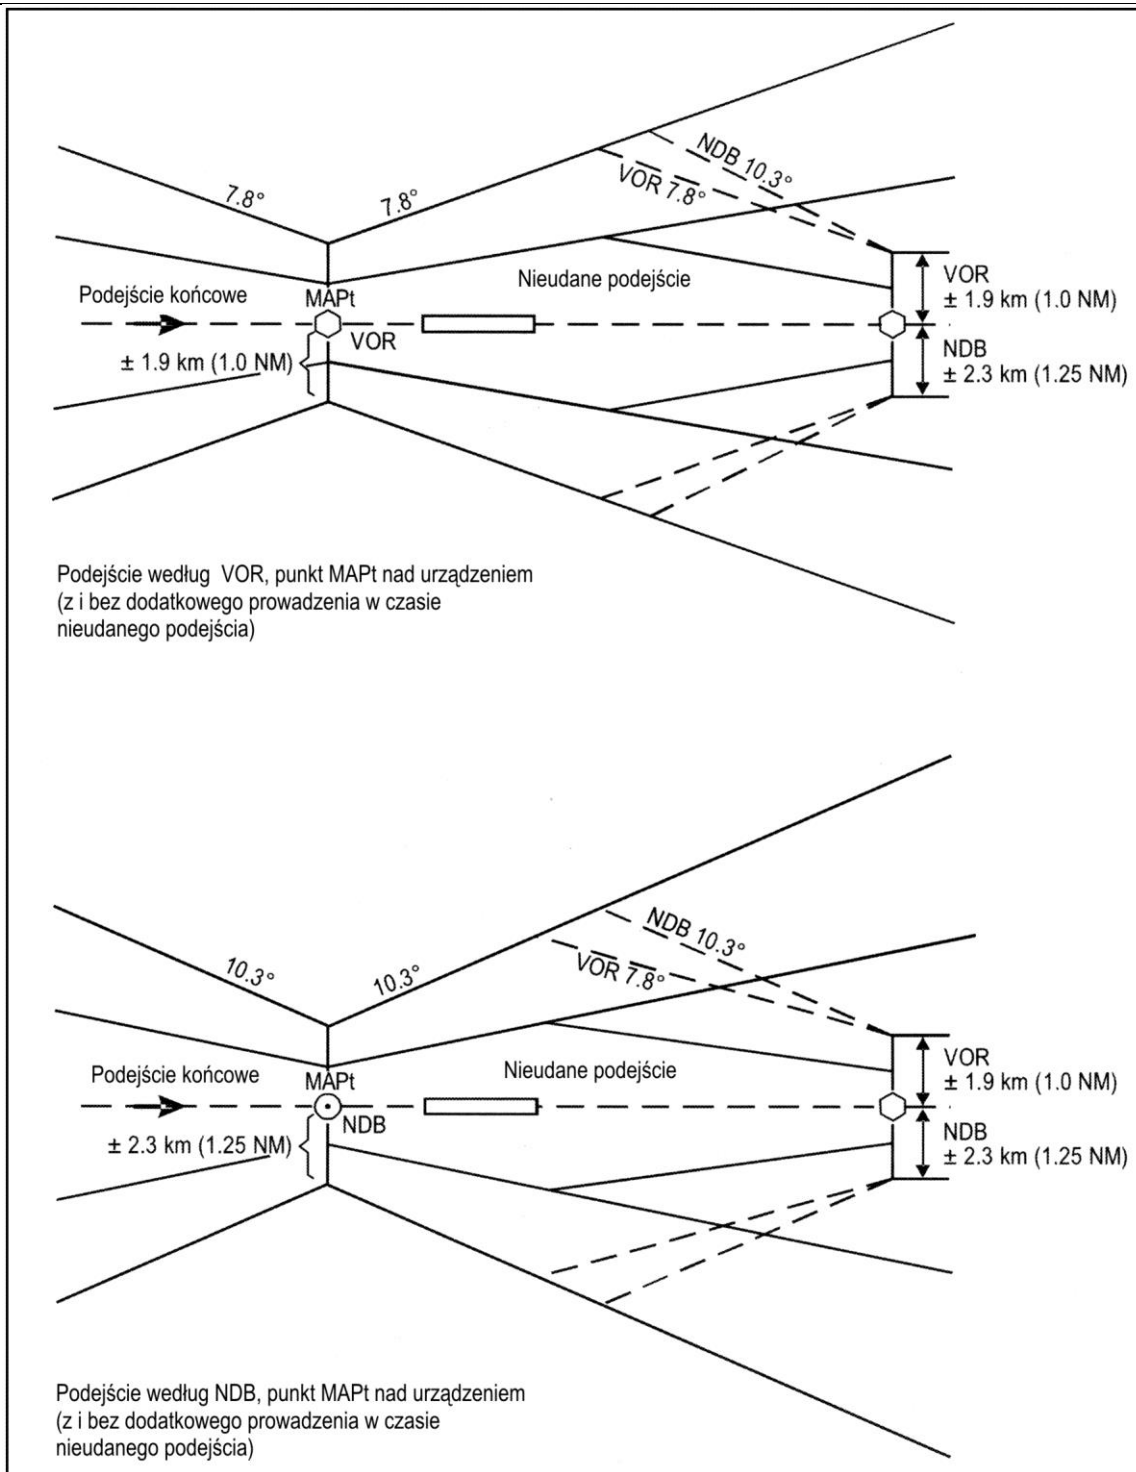 NDB 10.3°
VOR 7.8°
7.8°
7.8°
Podejście końcowe
MAPt
Nieudane podejście
VOR
± 1.9 km (1.0 NM)
VOR
± 1.9 km (1.0 NM)
NDB
± 2.3 km (1.25 NM)
Podejście według VOR, punkt MAPt nad urządzeniem
(z i bez dodatkowego prowadzenia w czasie
nieudanego podejścia)
NDB 10.3°
VOR 7.8°
10.3°
10.3°
Podejście końcowe
MAPt
Nieudane podejście
NDB
± 2.3 km (1.25 NM)
VOR
± 1.9 km (1.0 NM)
NDB
± 2.3 km (1.25 NM)
Podejście według NDB, punkt MAPt nad urządzeniem
(z i bez dodatkowego prowadzenia w czasie
nieudanego podejścia)